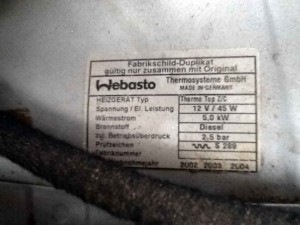 Fabrikschild-Duplikat
gültig nur zusammen mit Original
Webasto Thermosysteme GmbH
MADE IN GERMANY
HEIZGERÄT Typ Thermo Top Z/C
Spannung / El. Leistung 12 V / 45 W
Wärmestrom 5,0 kW
Brennstoff Diesel
zul. Betriebsüberdruck 2,5 bar
Prüfzeichen S 289
Fabriknummer
2002 2003 2004